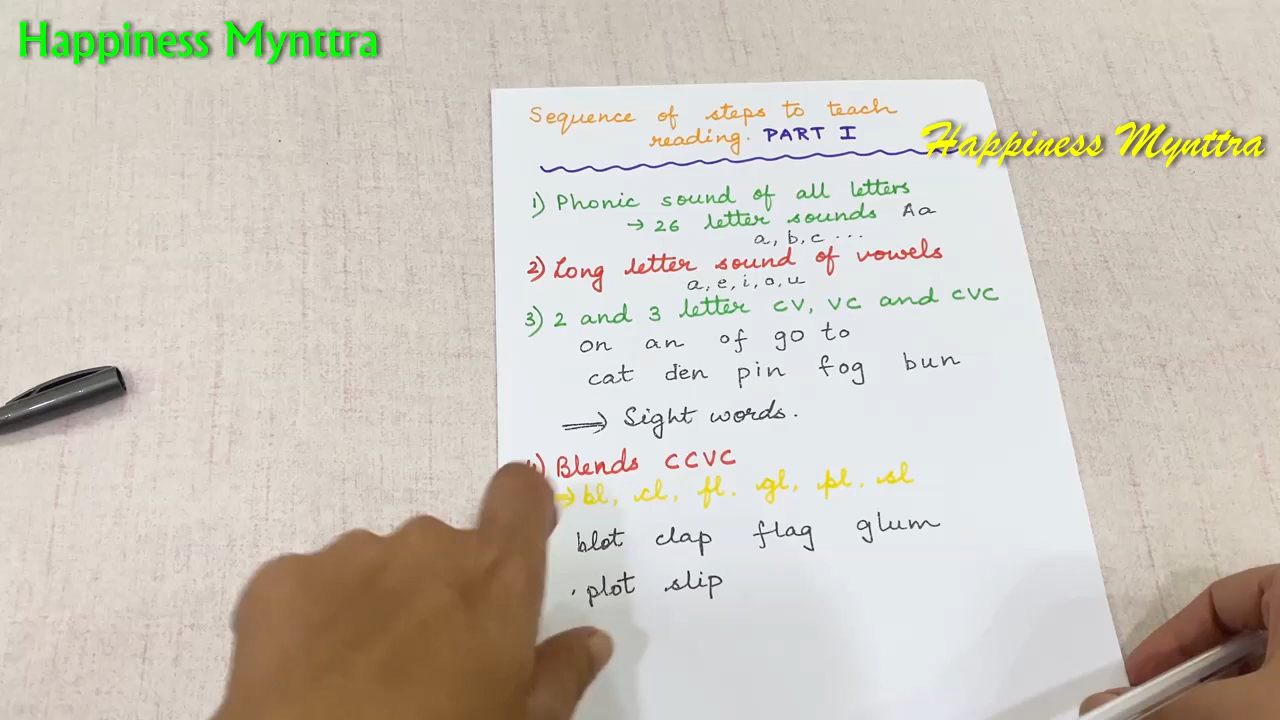 Happiness Mynttra
Sequence of steps to teach
reading. PART I
Happiness Mynttra
1) Phonic sound of all letters
→ 26 letter sounds Aa
a, b, c ...
2) Long letter sound of vowels
a, e, i, o, u
3) 2 and 3 letter CV, VC and CVC
on an of go to
cat den pin fog bun
⟹ Sight words.
4) Blends CCVC
→ bl, cl, fl, gl, pl, sl
blot clap flag glum
plot slip